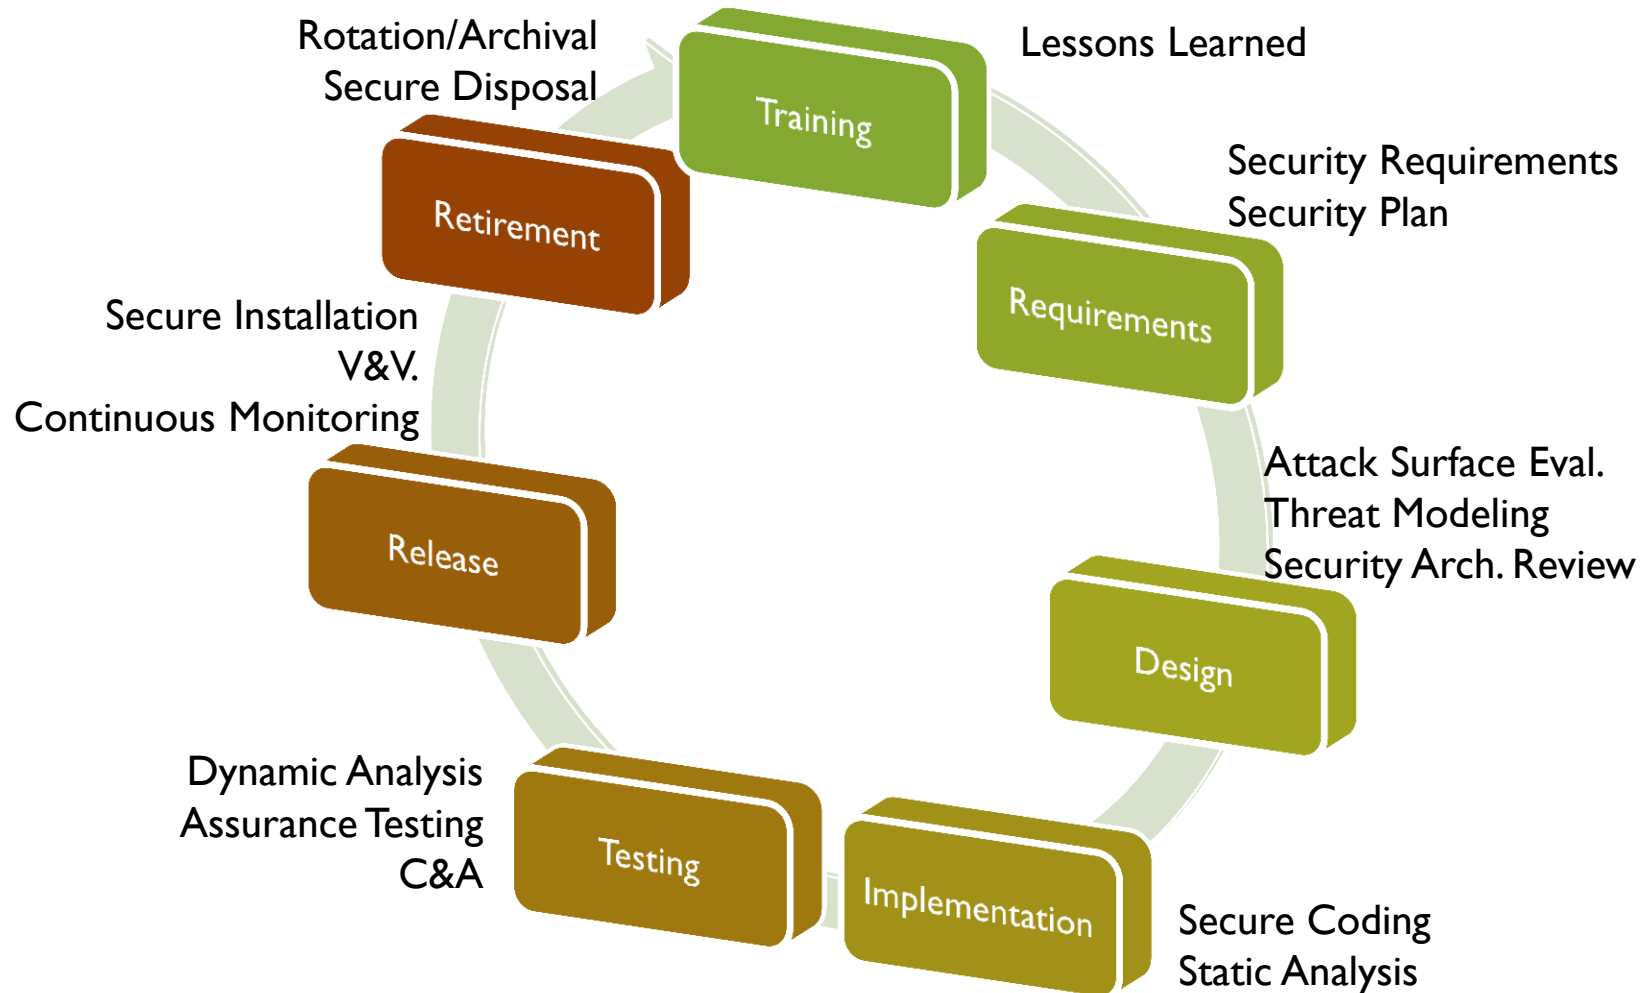 Rotation/Archival
Secure Disposal
Training
Lessons Learned
Retirement
Security Requirements
Security Plan
Requirements
Secure Installation
V&V.
Continuous Monitoring
Attack Surface Eval.
Threat Modeling
Security Arch. Review
Release
Design
Dynamic Analysis
Assurance Testing
C&A
Testing
Implementation
Secure Coding
Static Analysis